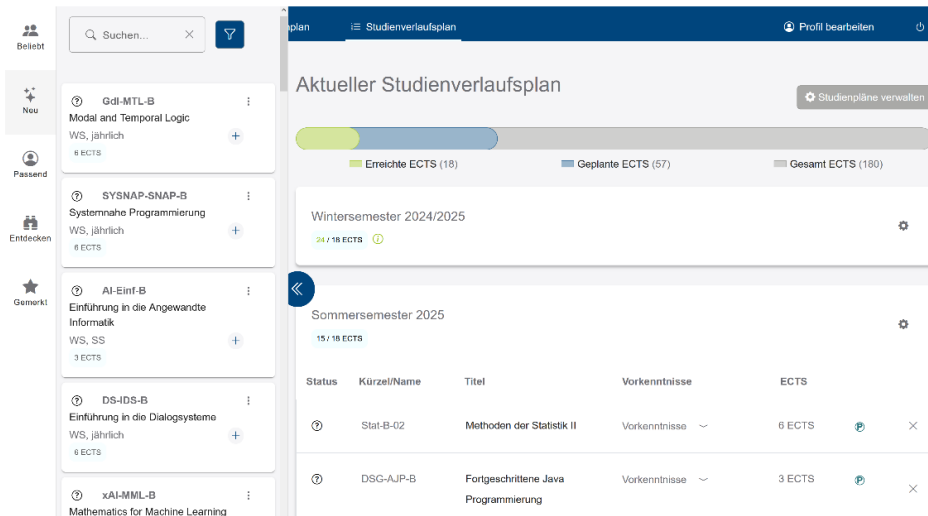 Beliebt
Neu
Passend
Entdecken
Gemerkt
Suchen...
GdI-MTL-B
Modal and Temporal Logic
WS, jährlich
6 ECTS
SYSNAP-SNAP-B
Systemnahe Programmierung
WS, jährlich
6 ECTS
AI-Einf-B
Einführung in die Angewandte
Informatik
WS, SS
3 ECTS
DS-IDS-B
Einführung in die Dialogsysteme
WS, jährlich
6 ECTS
xAI-MML-B
Mathematics for Machine Learning
plan
Studienverlaufsplan
Profil bearbeiten
Aktueller Studienverlaufsplan
Studienpläne verwalten
Erreichte ECTS (18)
Geplante ECTS (57)
Gesamt ECTS (180)
Wintersemester 2024/2025
24 / 18 ECTS
Sommersemester 2025
15 / 18 ECTS
Status Kürzel/Name Titel Vorkenntnisse ECTS
Stat-B-02 Methoden der Statistik II Vorkenntnisse 6 ECTS P
DSG-AJP-B Fortgeschrittene Java Vorkenntnisse 3 ECTS P
Programmierung